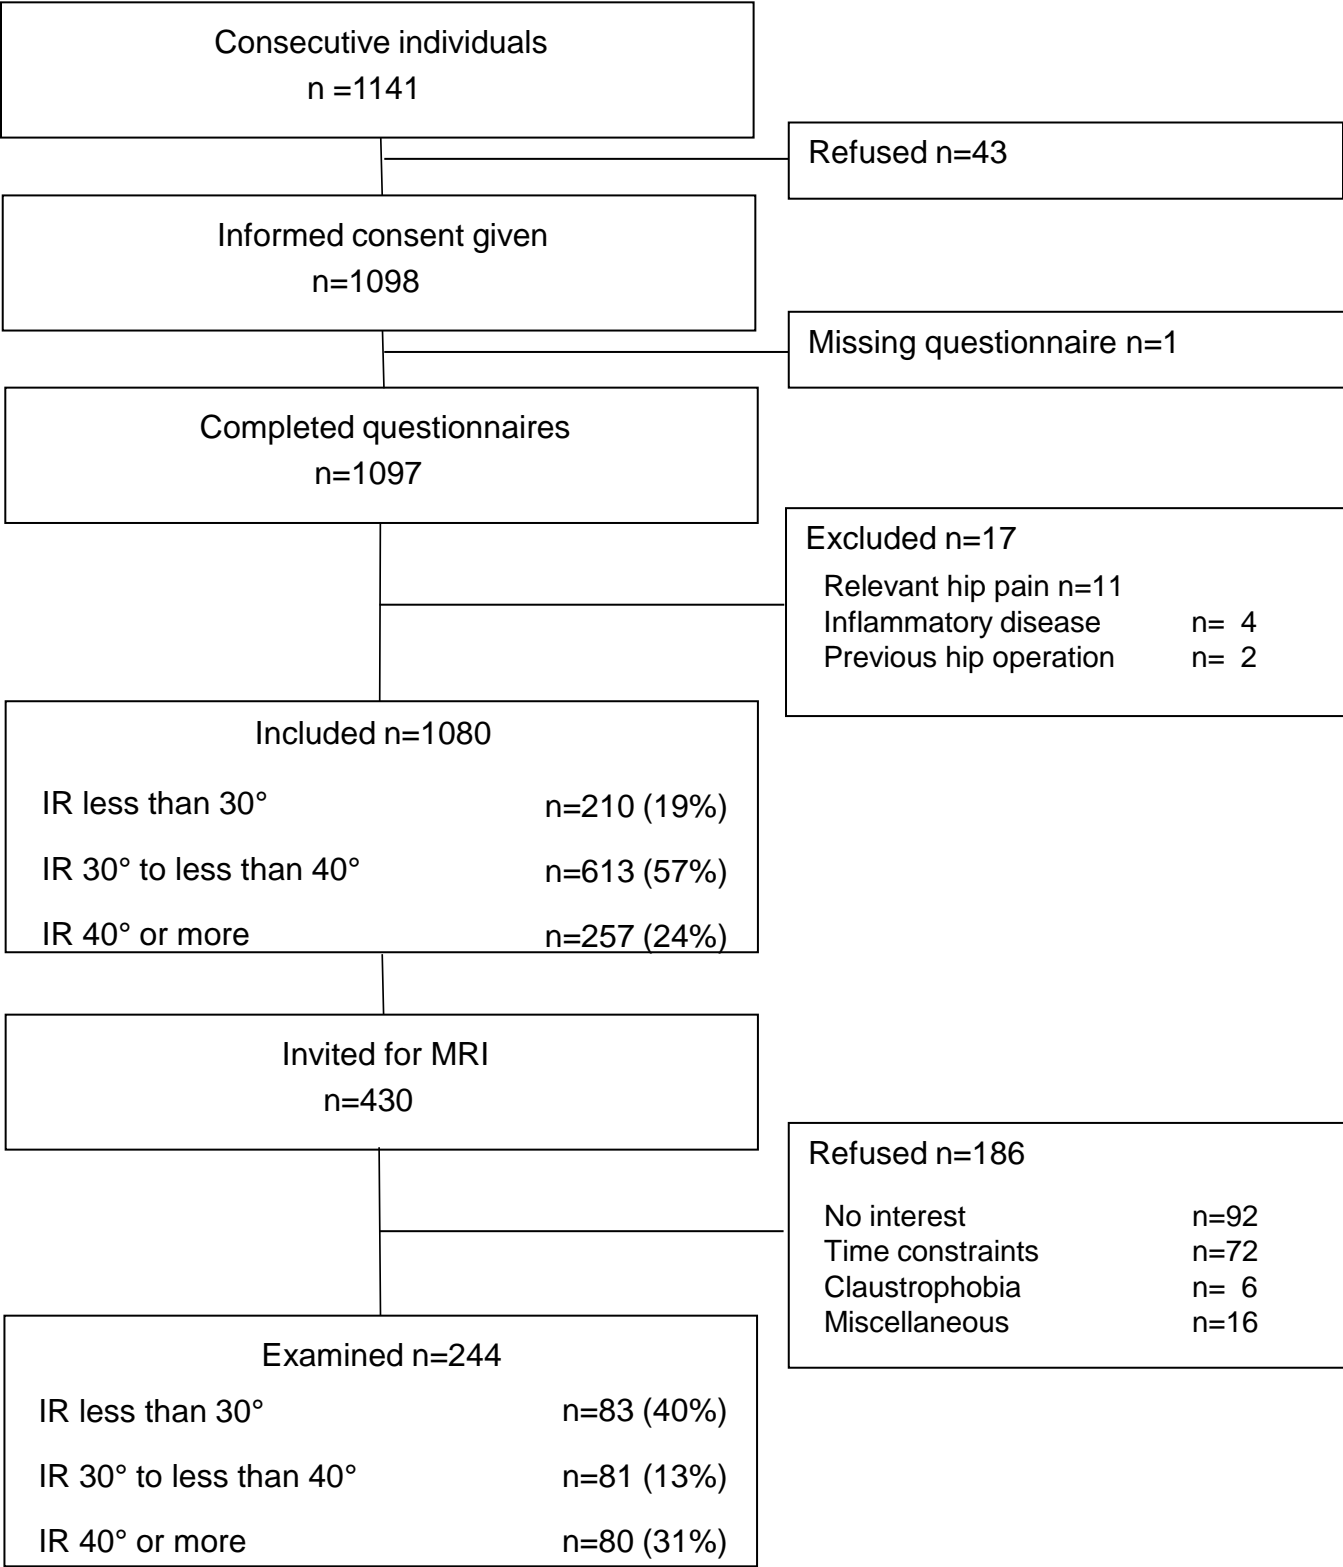 Consecutive individuals
n =1141
Refused n=43
Informed consent given
n=1098
Missing questionnaire n=1
Completed questionnaires
n=1097
Excluded n=17
Relevant hip pain n=11
Inflammatory disease n= 4
Previous hip operation n= 2
Included n=1080
IR less than 30° n=210 (19%)
IR 30° to less than 40° n=613 (57%)
IR 40° or more n=257 (24%)
Invited for MRI
n=430
Refused n=186
No interest n=92
Time constraints n=72
Claustrophobia n= 6
Miscellaneous n=16
Examined n=244
IR less than 30° n=83 (40%)
IR 30° to less than 40° n=81 (13%)
IR 40° or more n=80 (31%)